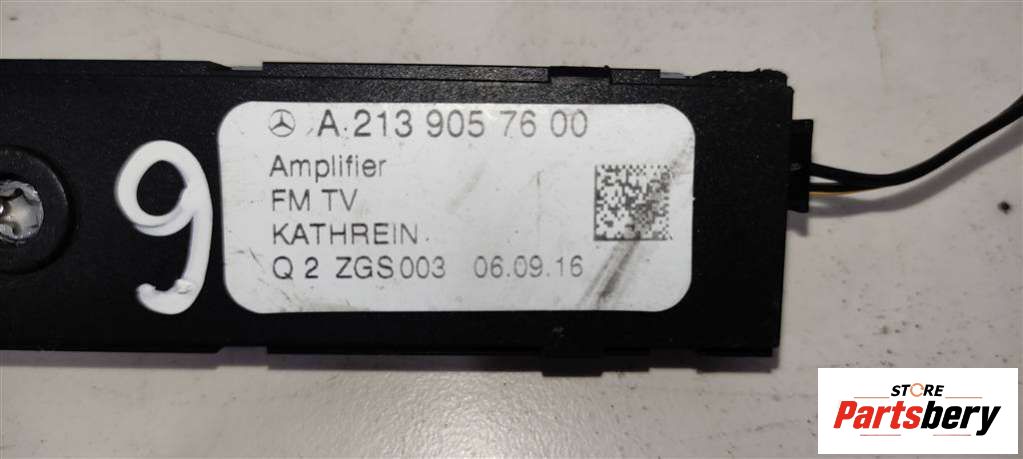 A 213 905 76 00
Amplifier
FM TV
KATHREIN
Q 2 ZGS003 06.09.16
9
STORE
Partsbery